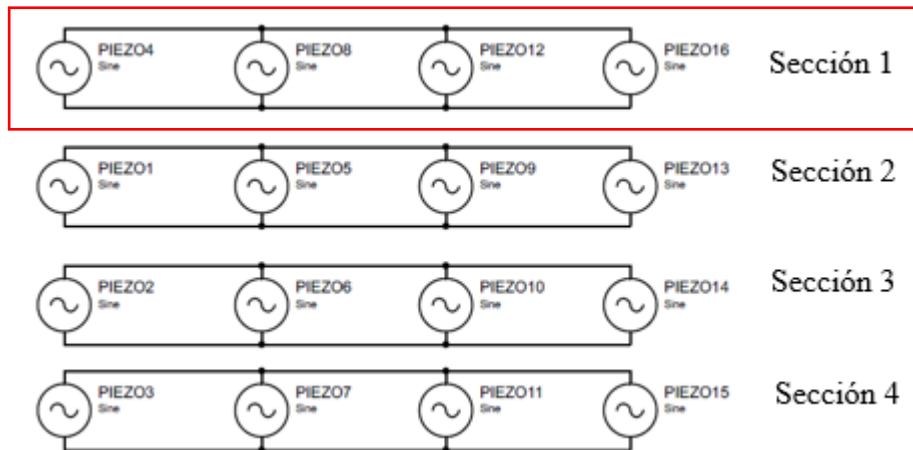 PIEZO4 PIEZO8 PIEZO12 PIEZO16 Sección 1
Sine Sine Sine Sine
PIEZO1 PIEZO5 PIEZO9 PIEZO13 Sección 2
Sine Sine Sine Sine
PIEZO2 PIEZO6 PIEZO10 PIEZO14 Sección 3
Sine Sine Sine Sine
PIEZO3 PIEZO7 PIEZO11 PIEZO15 Sección 4
Sine Sine Sine Sine